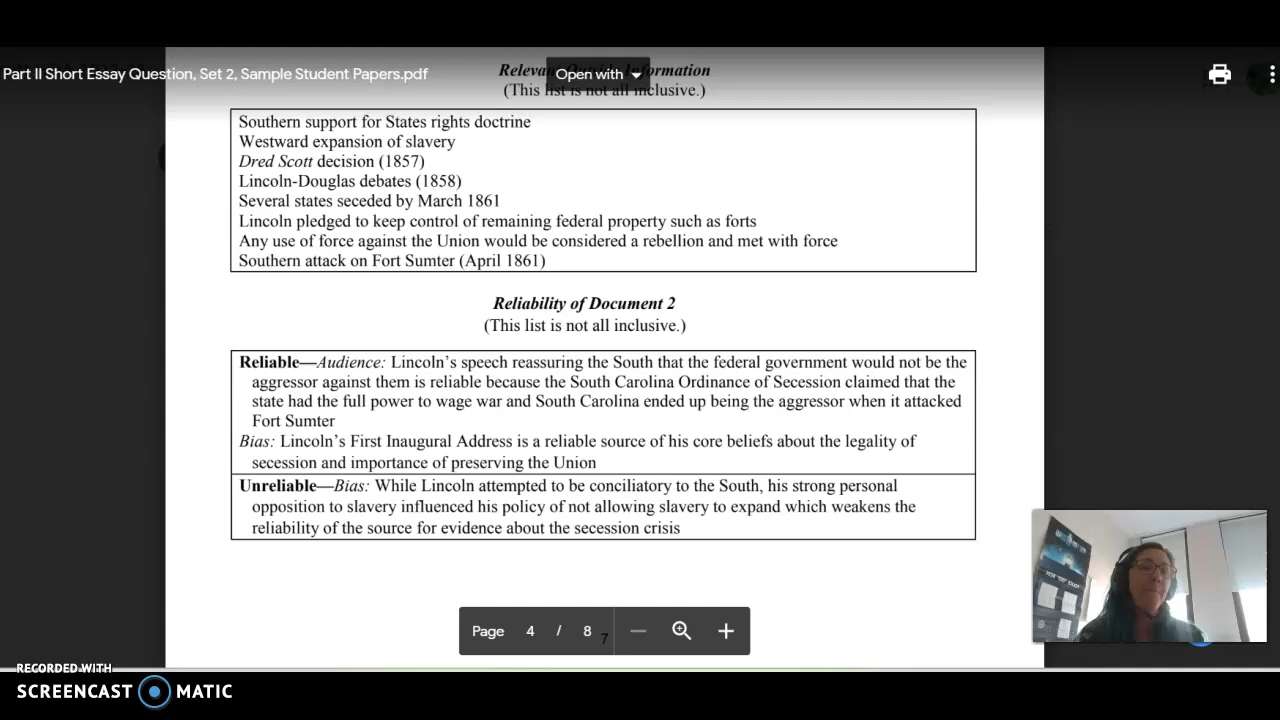 Part II Short Essay Question, Set 2, Sample Student Papers.pdf
Open with
Information
(This list is not all inclusive.)
Southern support for States rights doctrine
Westward expansion of slavery
Dred Scott decision (1857)
Lincoln-Douglas debates (1858)
Several states seceded by March 1861
Lincoln pledged to keep control of remaining federal property such as forts
Any use of force against the Union would be considered a rebellion and met with force
Southern attack on Fort Sumter (April 1861)
Reliability of Document 2
(This list is not all inclusive.)
Reliable—Audience: Lincoln's speech reassuring the South that the federal government would not be the
aggressor against them is reliable because the South Carolina Ordinance of Secession claimed that the
state had the full power to wage war and South Carolina ended up being the aggressor when it attacked
Fort Sumter
Bias: Lincoln's First Inaugural Address is a reliable source of his core beliefs about the legality of
secession and importance of preserving the Union
Unreliable—Bias: While Lincoln attempted to be conciliatory to the South, his strong personal
opposition to slavery influenced his policy of not allowing slavery to expand which weakens the
reliability of the source for evidence about the secession crisis
Page 4 / 8
7
RECORDED WITH
SCREENCAST MATIC